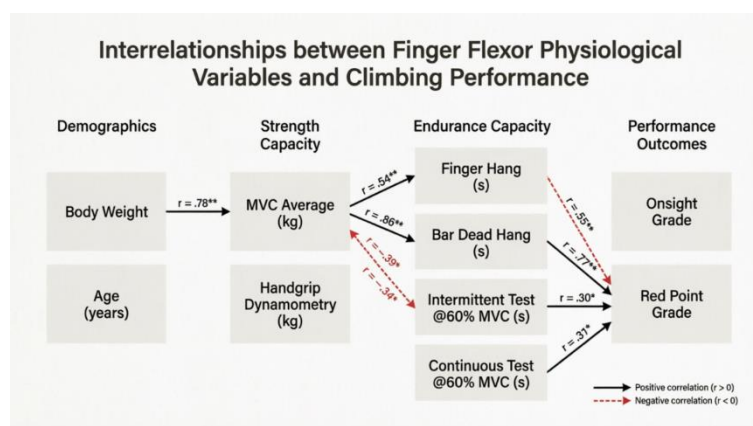 Interrelationships between Finger Flexor Physiological
Variables and Climbing Performance
Demographics
Strength
Capacity
Endurance Capacity
Performance
Outcomes
Body Weight
r = .78**
MVC Average
(kg)
r = .54**
r = .86**
r = –.39*
r = –.34*
Finger Hang
(s)
Bar Dead Hang
(s)
r = .55**
r = .77**
Onsight
Grade
Age
(years)
Handgrip
Dynamometry
(kg)
Intermittent Test
@60% MVC (s)
r = .30*
Red Point
Grade
Continuous Test
@60% MVC (s)
r = .31*
Positive correlation (r > 0)
Negative correlation (r < 0)